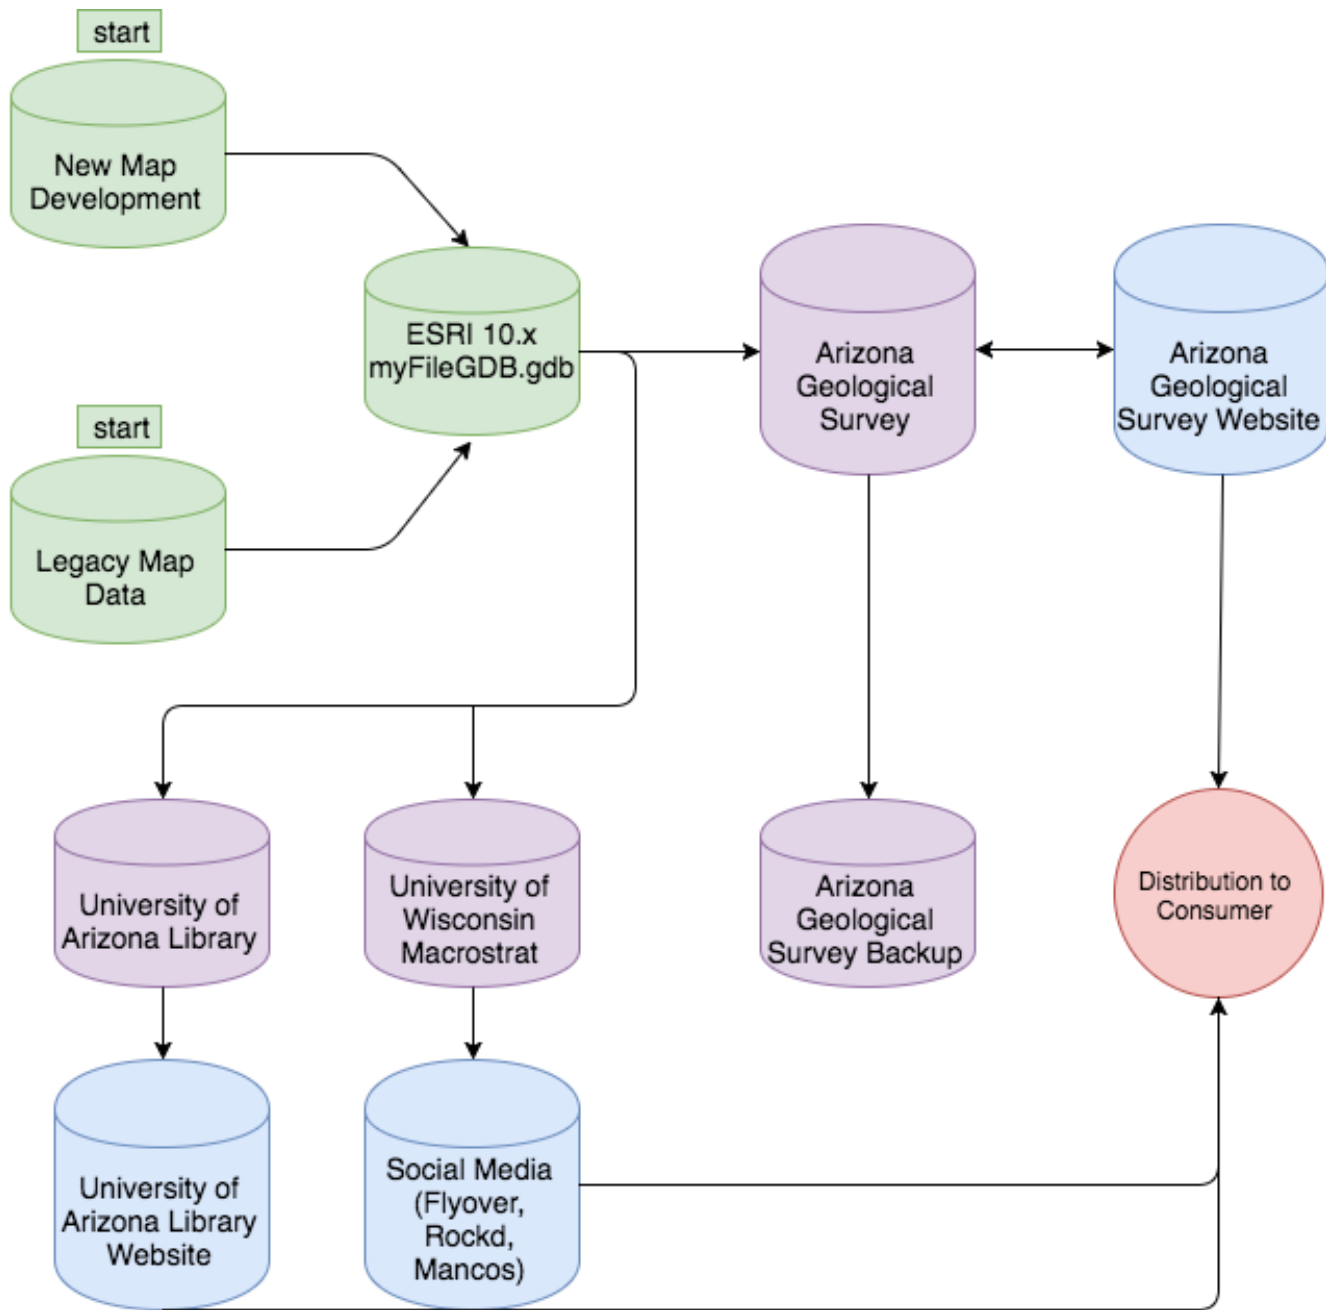 start
New Map
Development
ESRI 10.x
myFileGDB.gdb
Arizona
Geological
Survey
Arizona
Geological
Survey Website
start
Legacy Map
Data
University of
Arizona Library
University of
Wisconsin
Macrostrat
Arizona
Geological
Survey Backup
Distribution to
Consumer
University of
Arizona Library
Website
Social Media
(Flyover,
Rockd,
Mancos)